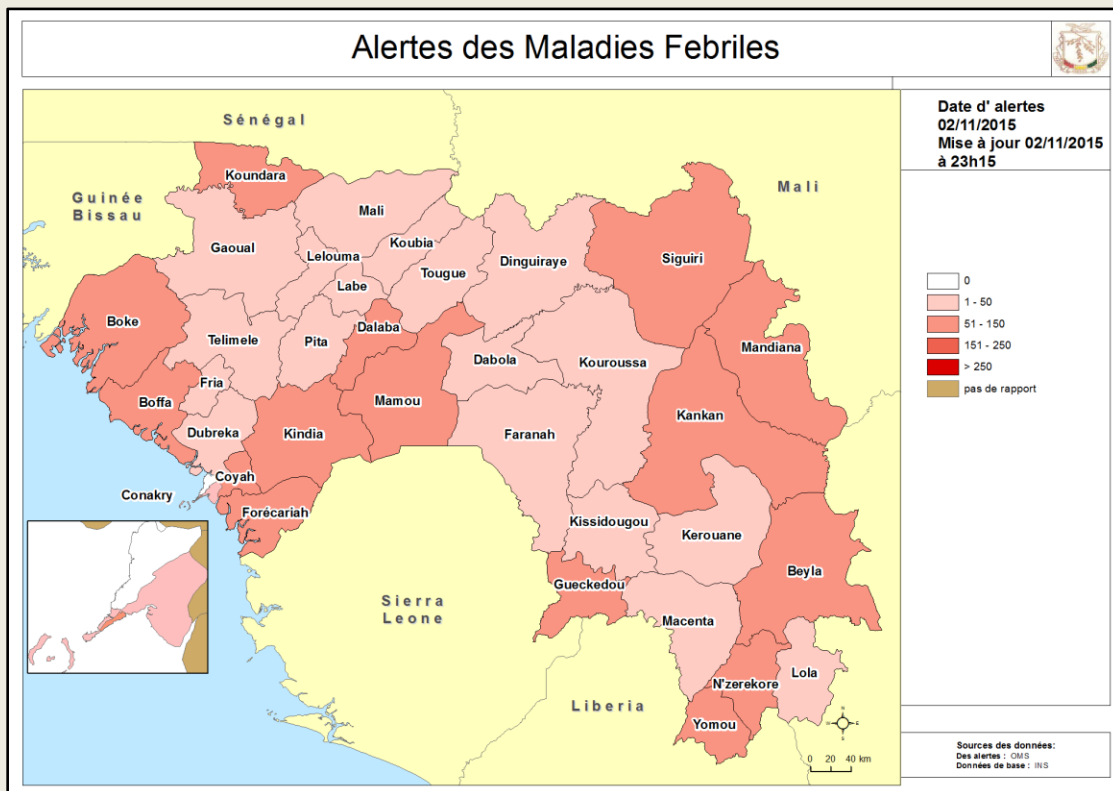 Alertes des Maladies Febriles
Date d' alertes
02/11/2015
Mise à jour 02/11/2015
à 23h15
Sénégal
Guinée
Bissau
Mali
Koundara
Mali
Gaoual
Koubia
Lelouma
Tougue
Dinguiraye
Siguiri
Labe
Boke
Telimele
Pita
Dalaba
Mandiana
Dabola
Kouroussa
Fria
Boffa
Mamou
Kankan
Dubreka
Kindia
Faranah
Coyah
Conakry
Forécariah
Kissidougou
Kerouane
Gueckedou
Beyla
Sierra
Leone
Macenta
Lola
N'zerekore
Liberia
Yomou
0
1 - 50
51 - 150
151 - 250
> 250
pas de rapport
N
W
E
S
0 20 40 km
Sources des données:
Des alertes : OMS
Données de base : INS